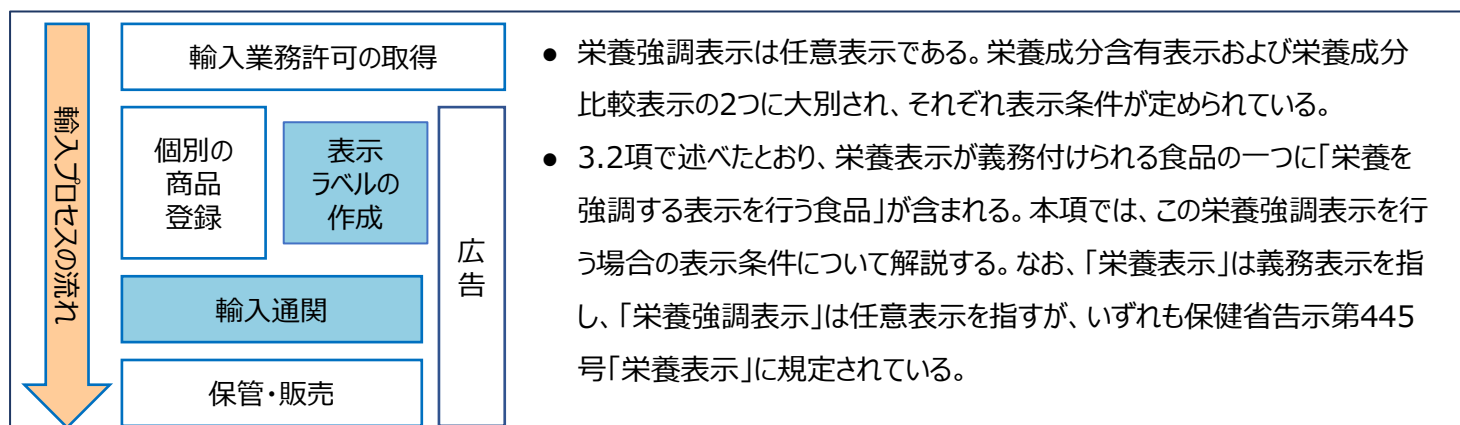 輸入プロセスの流れ
輸入業務許可の取得
個別の
商品
登録
表示
ラベルの
作成
広告
輸入通関
保管・販売
● 栄養強調表示は任意表示である。栄養成分含有表示および栄養成分
比較表示の2つに大別され、それぞれ表示条件が定められている。
● 3.2項で述べたとおり、栄養表示が義務付けられる食品の一つに「栄養を
強調する表示を行う食品」が含まれる。本項では、この栄養強調表示を行
う場合の表示条件について解説する。なお、「栄養表示」は義務表示を指
し、「栄養強調表示」は任意表示を指すが、いずれも保健省告示第445
号「栄養表示」に規定されている。